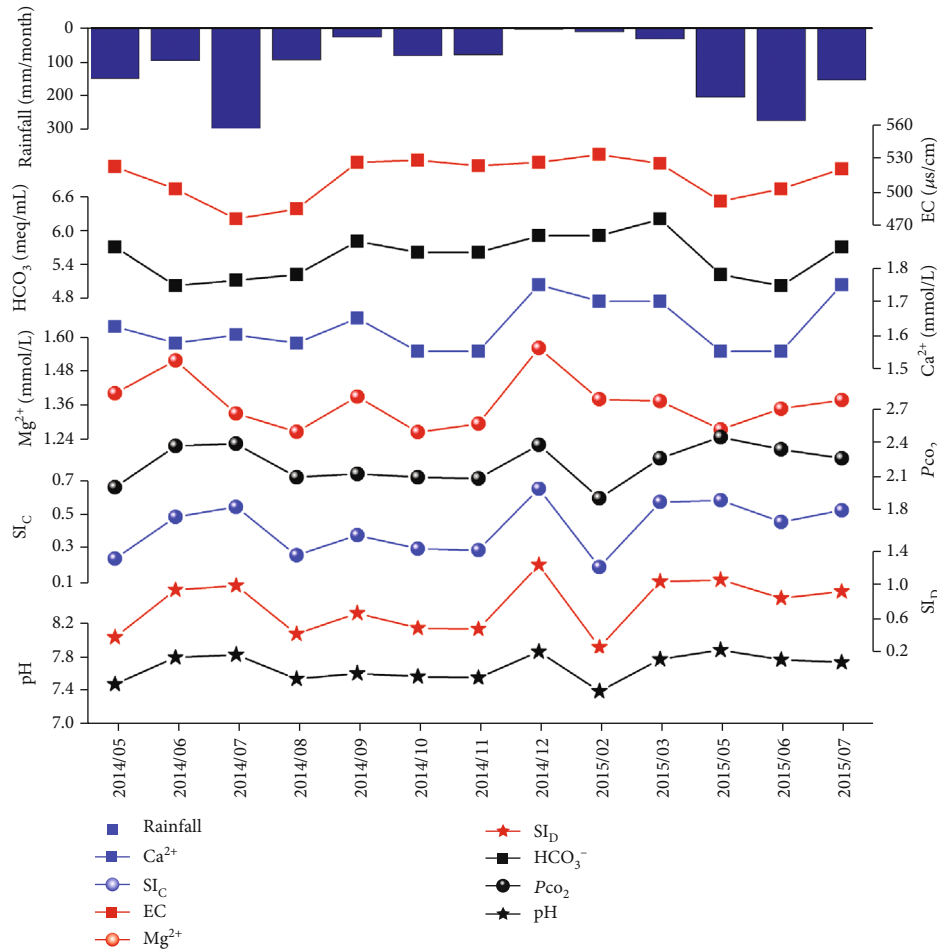 Rainfall (mm/month)
0
100
200
300
EC (μs/cm)
560
530
500
470
HCO3 (meq/mL)
6.6
6.0
5.4
4.8
Ca2+ (mmol/L)
1.8
1.7
1.6
1.5
Mg2+ (mmol/L)
1.60
1.48
1.36
1.24
Pco2
2.7
2.4
2.1
1.8
SIC
0.7
0.5
0.3
0.1
SID
1.4
1.0
0.6
0.2
pH
8.2
7.8
7.4
7.0
2014/05
2014/06
2014/07
2014/08
2014/09
2014/10
2014/11
2014/12
2015/02
2015/03
2015/05
2015/06
2015/07
Rainfall
Ca2+
SIC
EC
Mg2+
SID
HCO3−
Pco2
pH